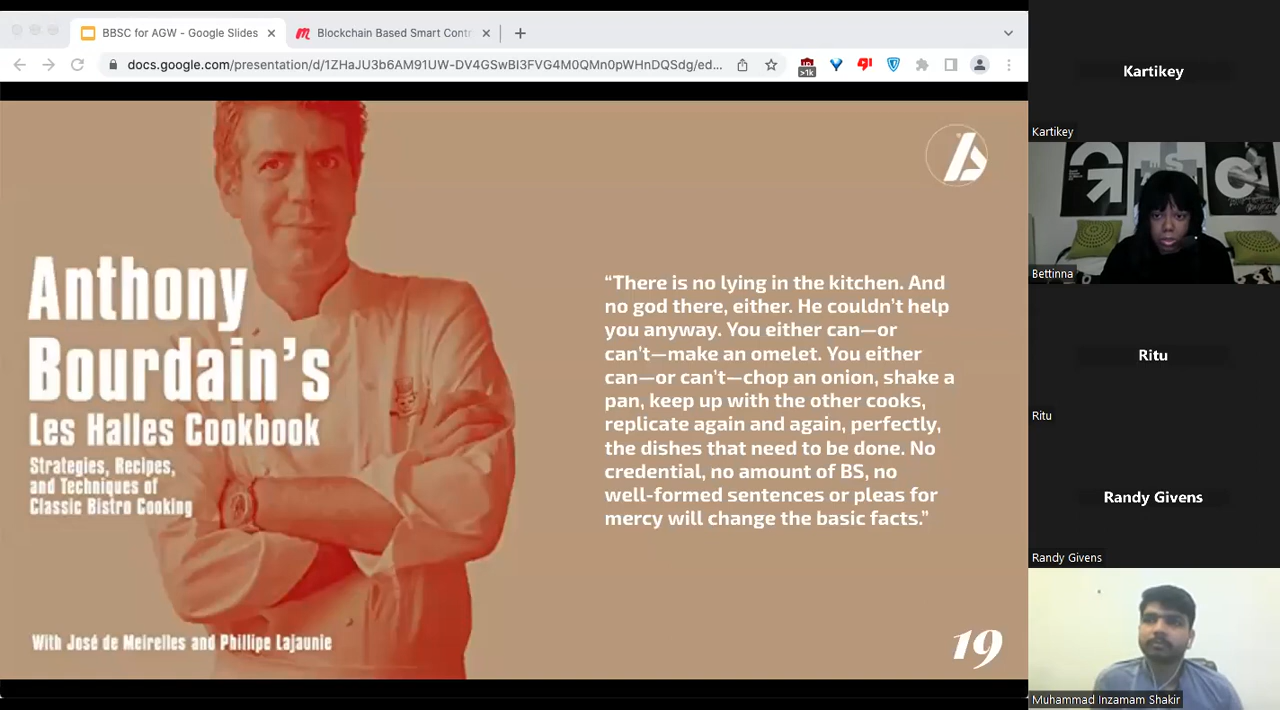 BBSC for AGW - Google Slides
Blockchain Based Smart Contr
docs.google.com/presentation/d/1ZHaJU3b6AM91UW-DV4GSwBI3FVG4M0QMn0pWHnDQSdg/ed...
>1k
Anthony
Bourdain's
Les Halles Cookbook
Strategies, Recipes,
and Techniques of
Classic Bistro Cooking
With José de Meirelles and Phillipe Lajaunie
“There is no lying in the kitchen. And
no god there, either. He couldn’t help
you anyway. You either can—or
can’t—make an omelet. You either
can—or can’t—chop an onion, shake a
pan, keep up with the other cooks,
replicate again and again, perfectly,
the dishes that need to be done. No
credential, no amount of BS, no
well-formed sentences or pleas for
mercy will change the basic facts.”
19
Kartikey
Kartikey
Bettinna
Ritu
Ritu
Randy Givens
Randy Givens
Muhammad Inzamam Shakir